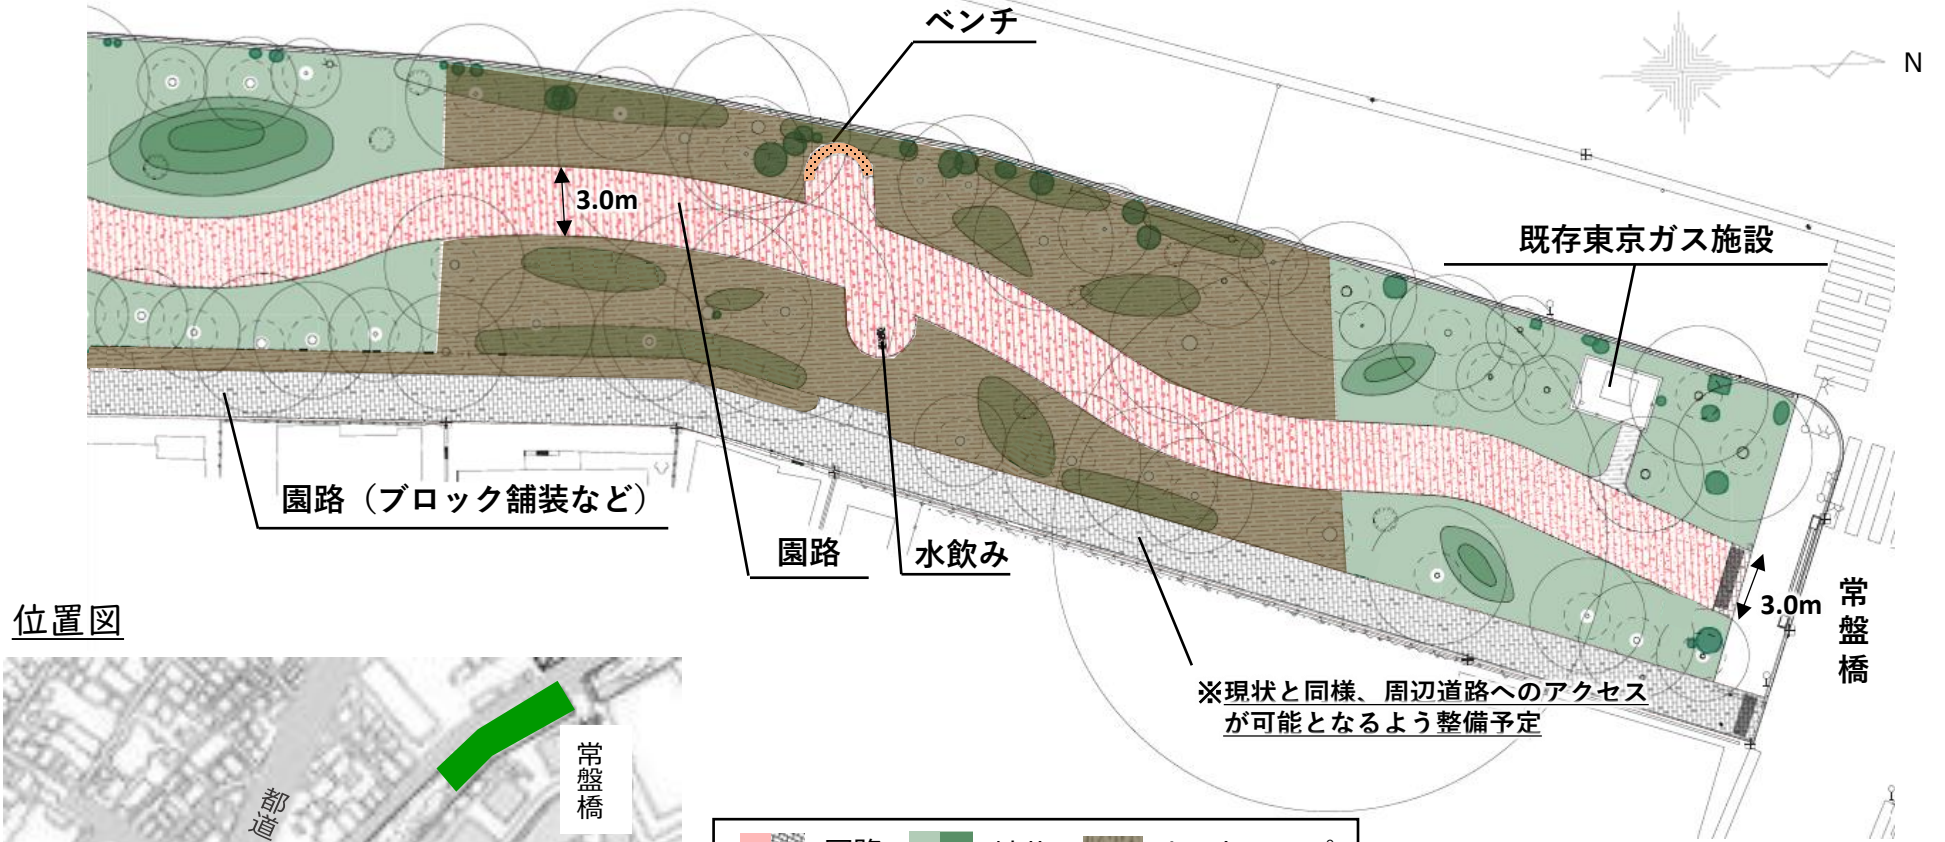 ベンチ
N
3.0m
既存東京ガス施設
園路（ブロック舗装など）
園路
水飲み
3.0m
常盤橋
※現状と同様、周辺道路へのアクセス
が可能となるよう整備予定
位置図
常盤橋
都道